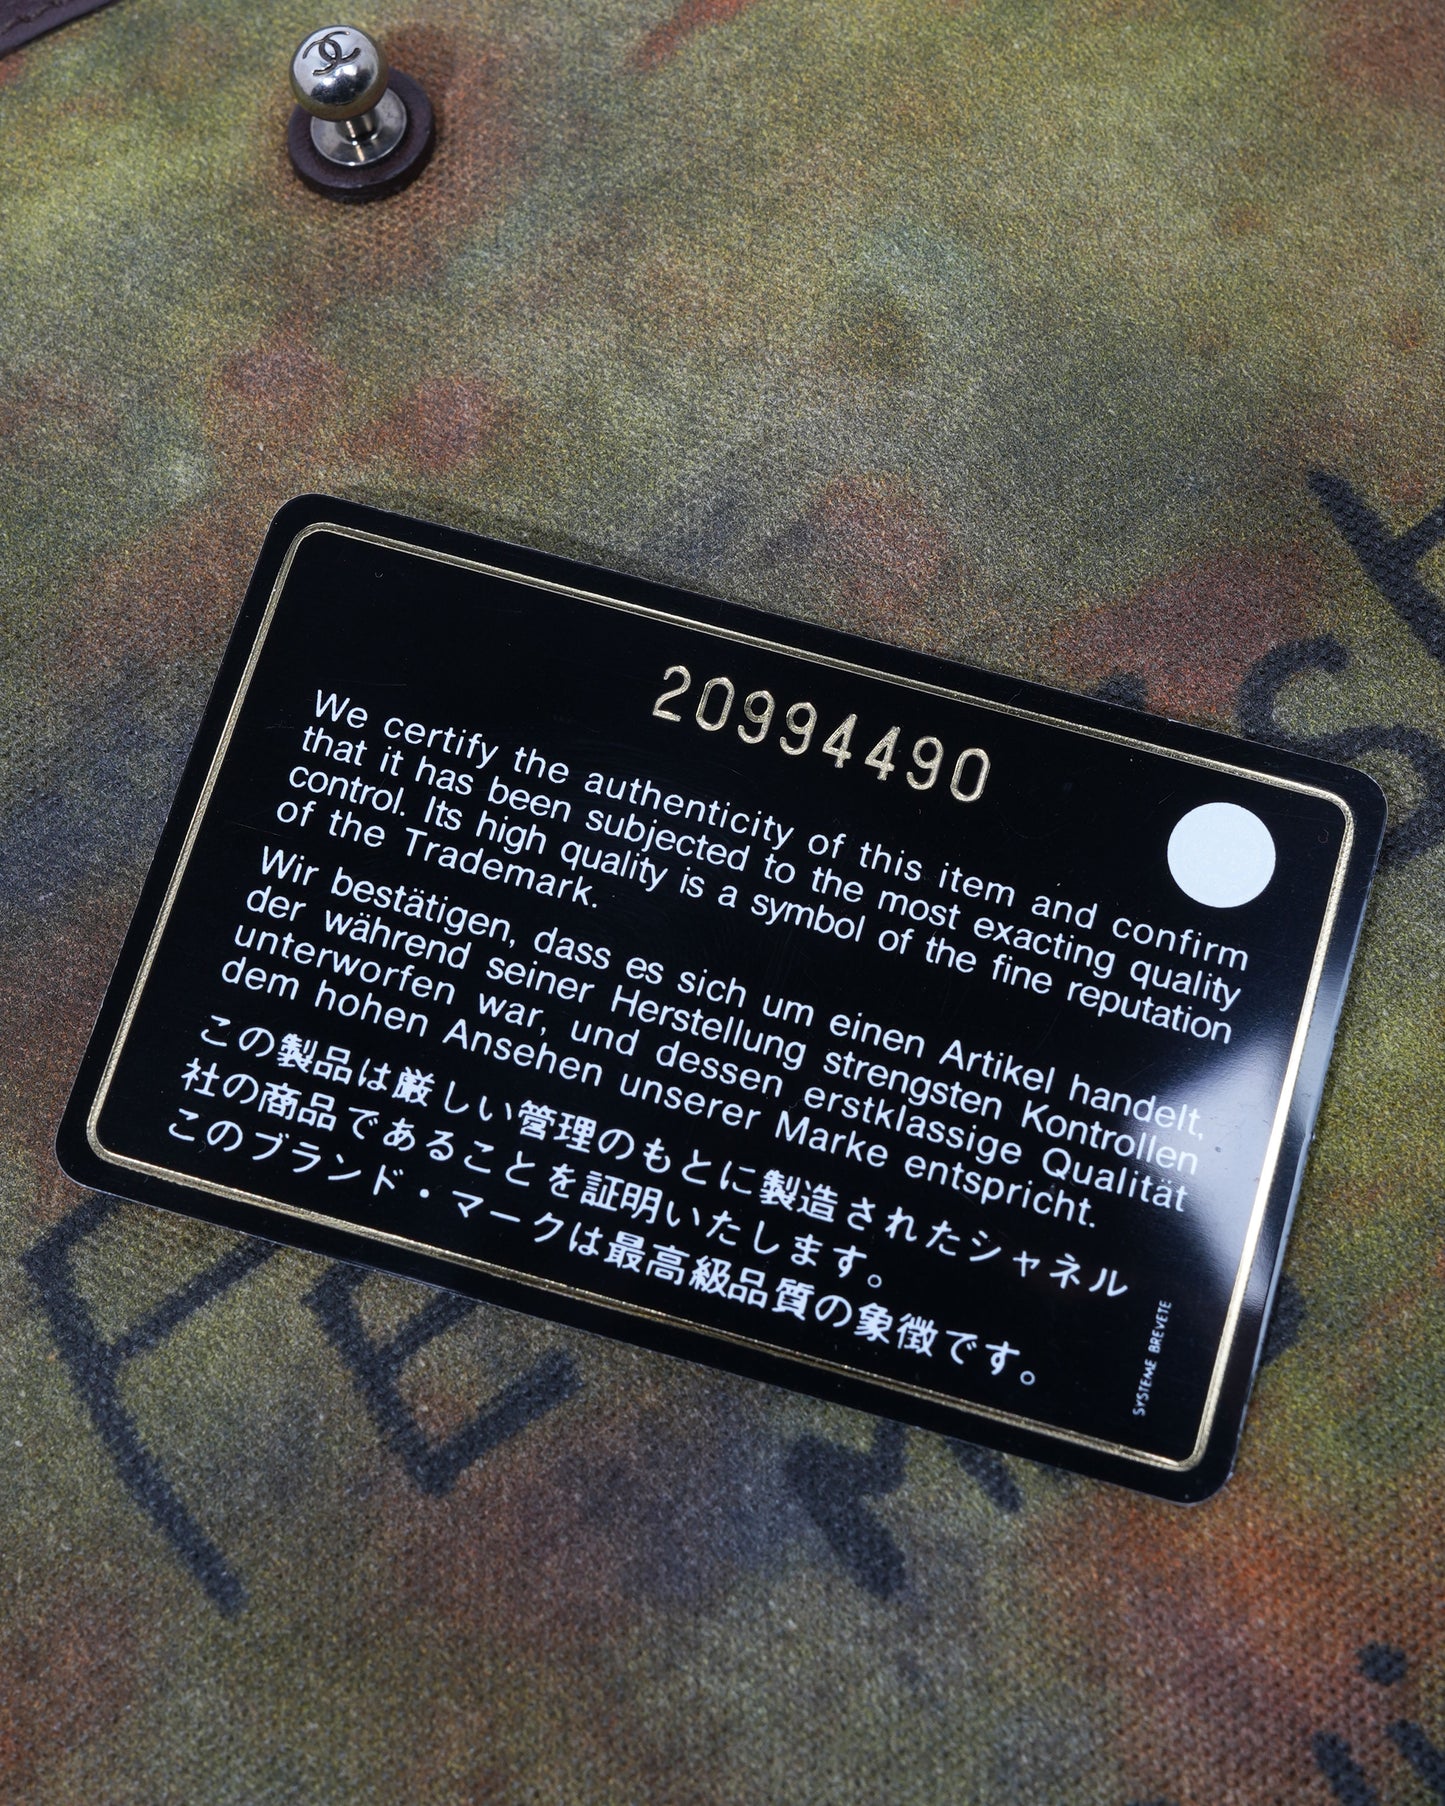 20994490
We certify the authenticity of this item and confirm
that it has been subjected to the most exacting quality
control. Its high quality is a symbol of the fine reputation
of the Trademark.
Wir bestätigen, dass es sich um einen Artikel handelt,
der während seiner Herstellung strengsten Kontrollen
unterworfen war, und dessen erstklassige Qualität
dem hohen Ansehen unserer Marke entspricht.
この製品は厳しい管理のもとに製造されたシャネル
社の商品であることを証明いたします。
このブランド・マークは最高級品質の象徴です。
SYSTEME BREVETE